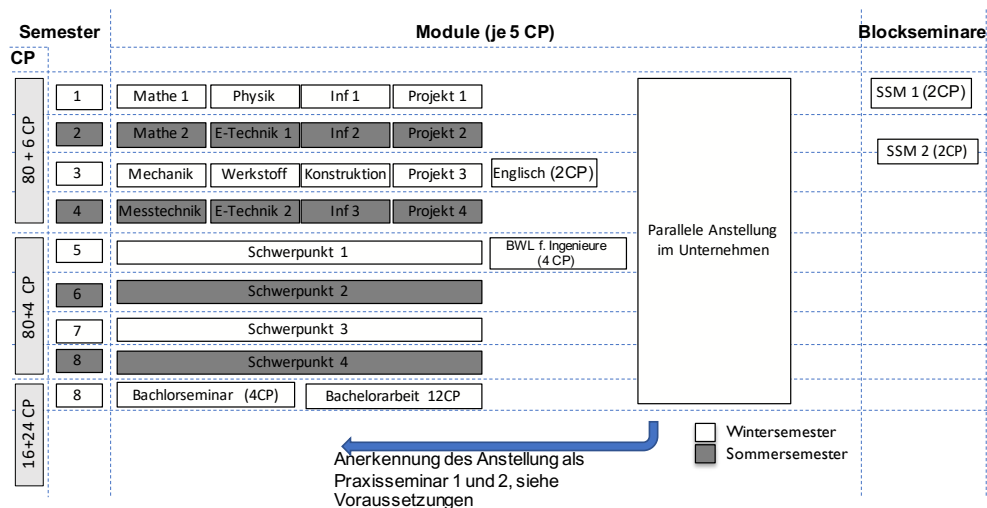 Semester Module (je 5 CP) Blockseminare
CP
80 + 6 CP
1 Mathe 1 Physik Inf 1 Projekt 1 SSM 1 (2CP)
2 Mathe 2 E-Technik 1 Inf 2 Projekt 2
SSM 2 (2CP)
3 Mechanik Werkstoff Konstruktion Projekt 3 Englisch (2CP)
4 Messtechnik E-Technik 2 Inf 3 Projekt 4
Parallele Anstellung
im Unternehmen
80+4 CP
5 Schwerpunkt 1 BWL f. Ingenieure
(4 CP)
6 Schwerpunkt 2
7 Schwerpunkt 3
8 Schwerpunkt 4
16+24 CP
8 Bachlorseminar (4CP) Bachelorarbeit 12CP
Wintersemester
Sommersemester
Anerkennung des Anstellung als
Praxisseminar 1 und 2, siehe
Voraussetzungen